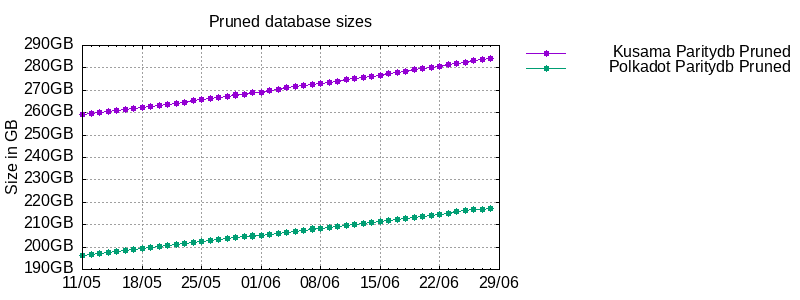 Pruned database sizes
Kusama Paritydb Pruned
Polkadot Paritydb Pruned
Size in GB
290GB
280GB
270GB
260GB
250GB
240GB
230GB
220GB
210GB
200GB
190GB
11/05 18/05 25/05 01/06 08/06 15/06 22/06 29/06